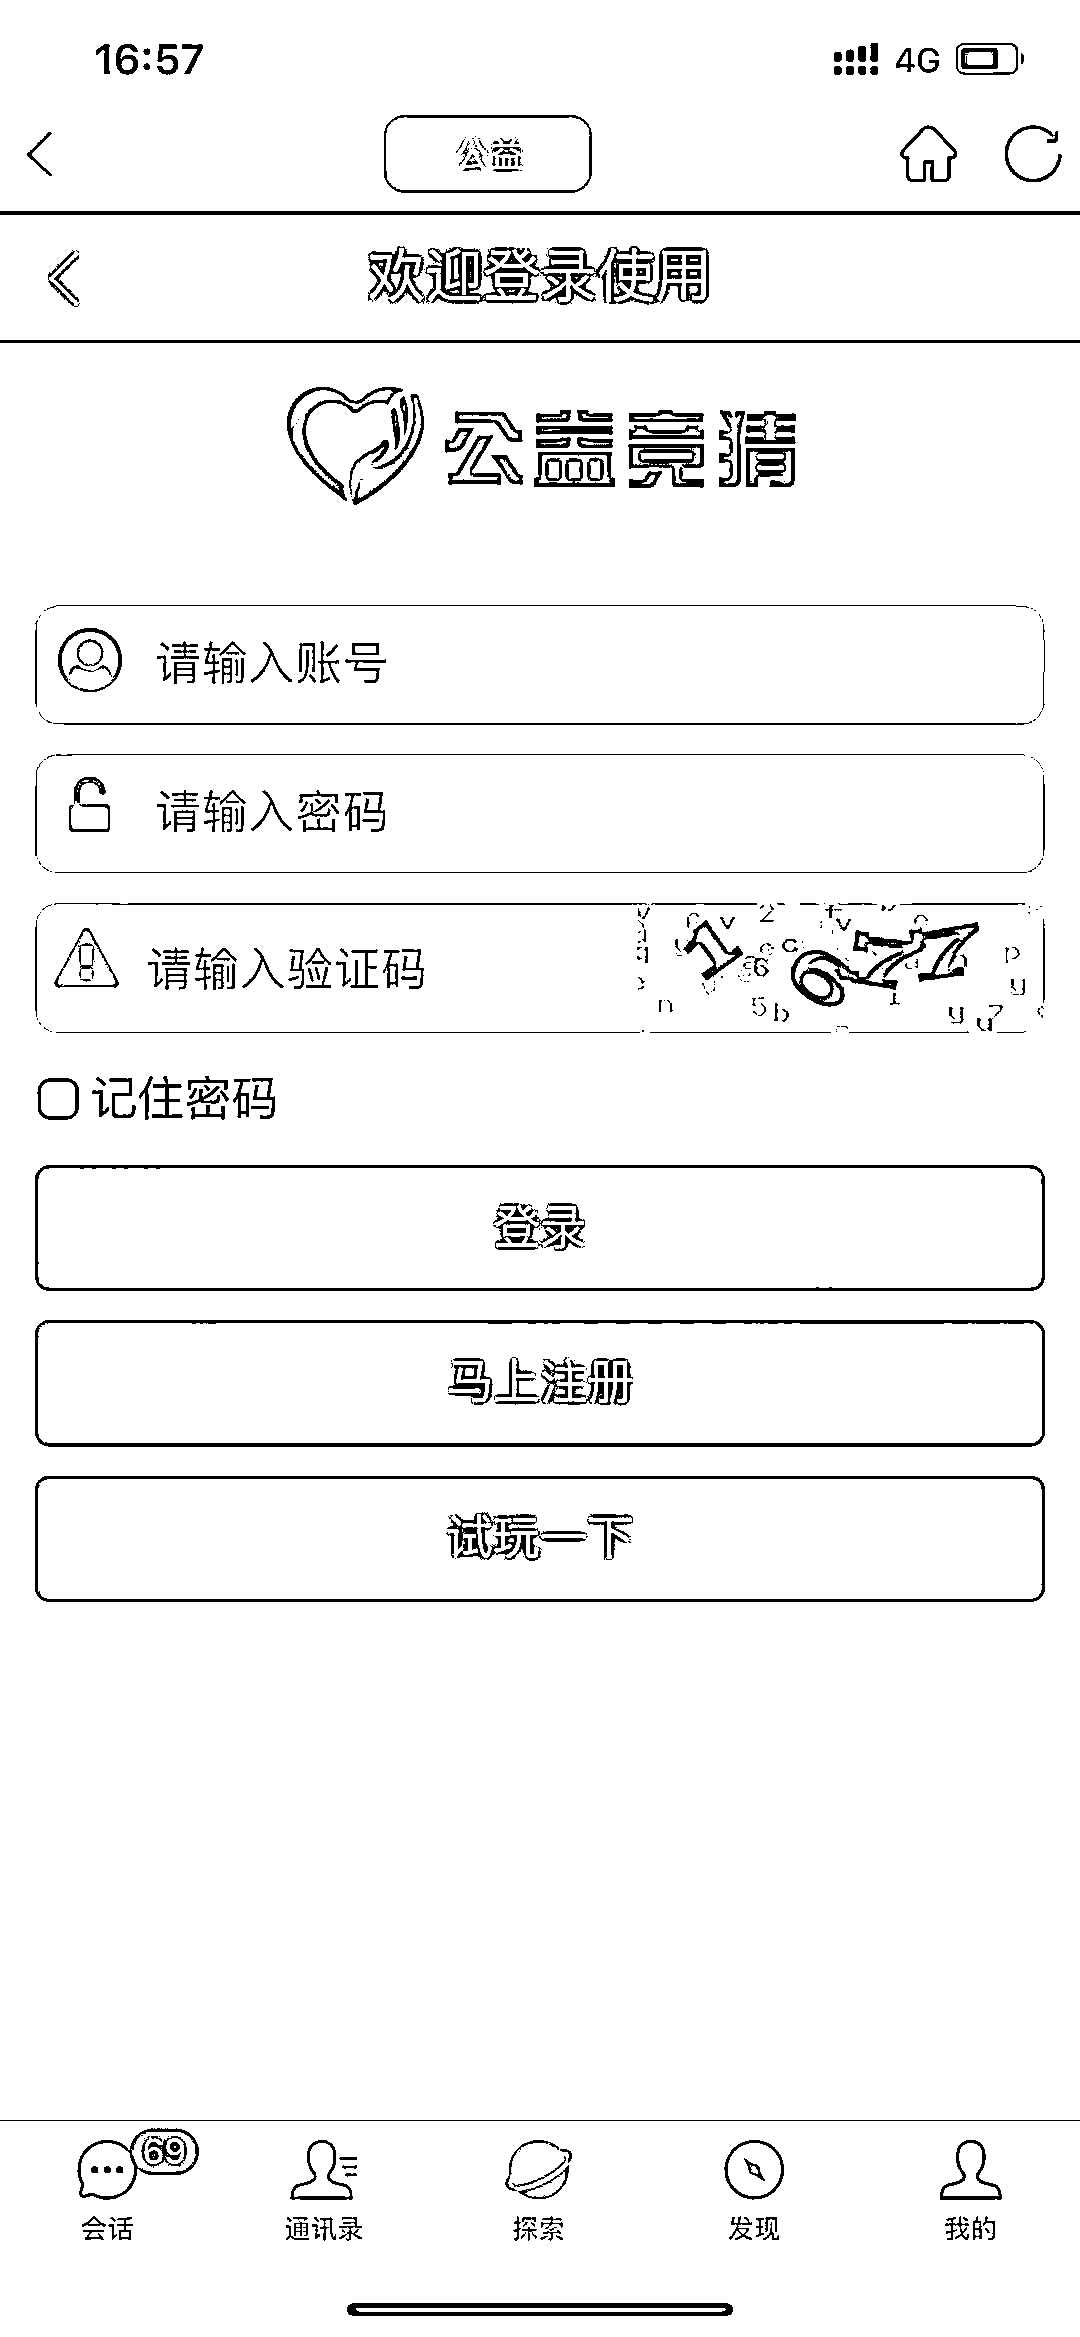 16:57
4G
公益
欢迎登录使用
公益竞猜
请输入账号
请输入密码
请输入验证码
记住密码
登录
马上注册
试玩一下
69
会话
通讯录
探索
发现
我的